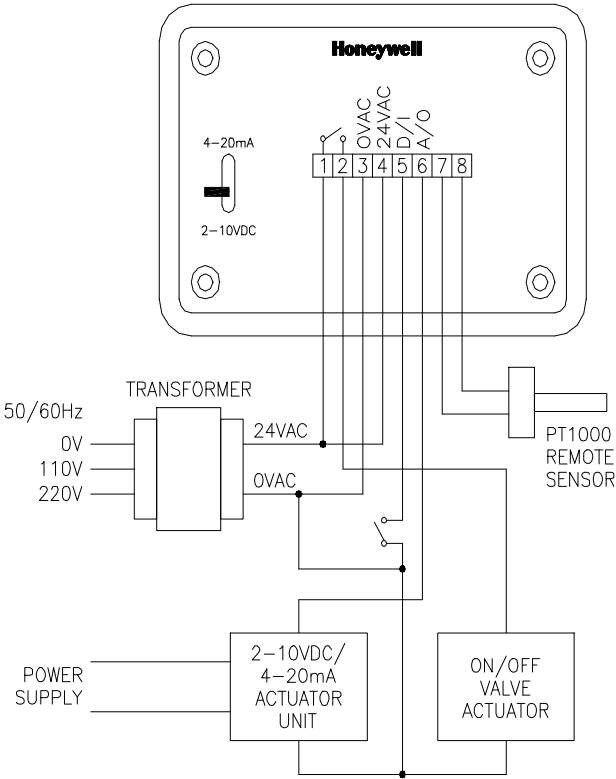 Honeywell
4-20mA
2-10VDC
0VAC
24VAC
D/I
A/O
1 2 3 4 5 6 7 8
TRANSFORMER
50/60Hz
0V
110V
220V
24VAC
0VAC
PT1000
REMOTE
SENSOR
POWER
SUPPLY
2-10VDC/
4-20mA
ACTUATOR
UNIT
ON/OFF
VALVE
ACTUATOR